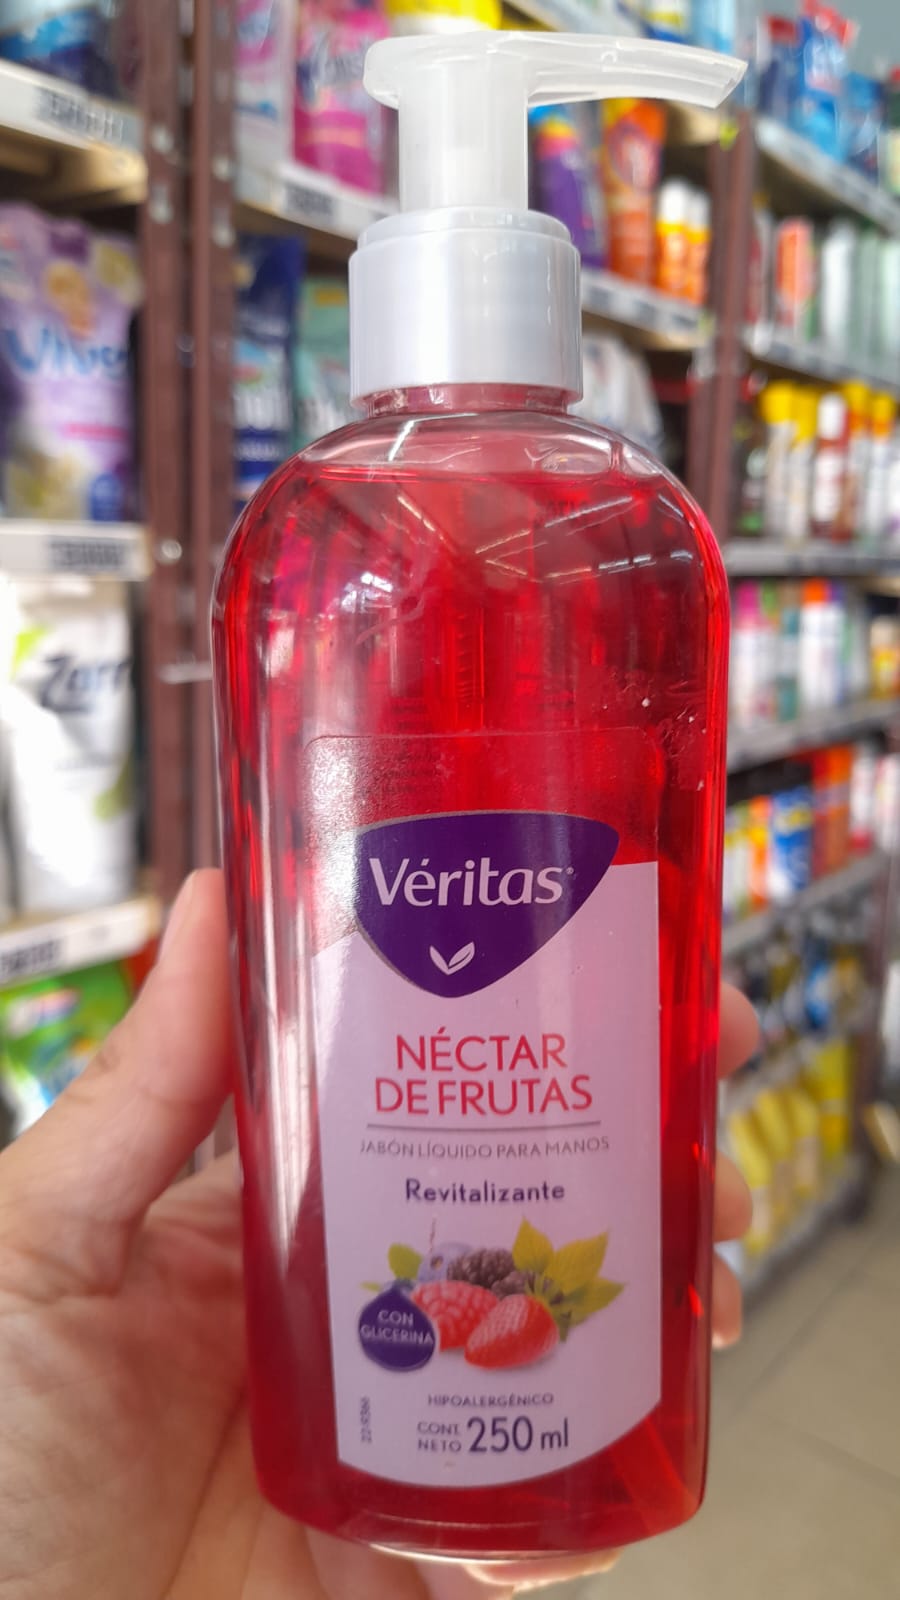 Véritas®
NÉCTAR
DE FRUTAS
JABÓN LÍQUIDO PARA MANOS
Revitalizante
CON
GLICERINA
HIPOALERGÉNICO
CONT.
NETO 250 ml